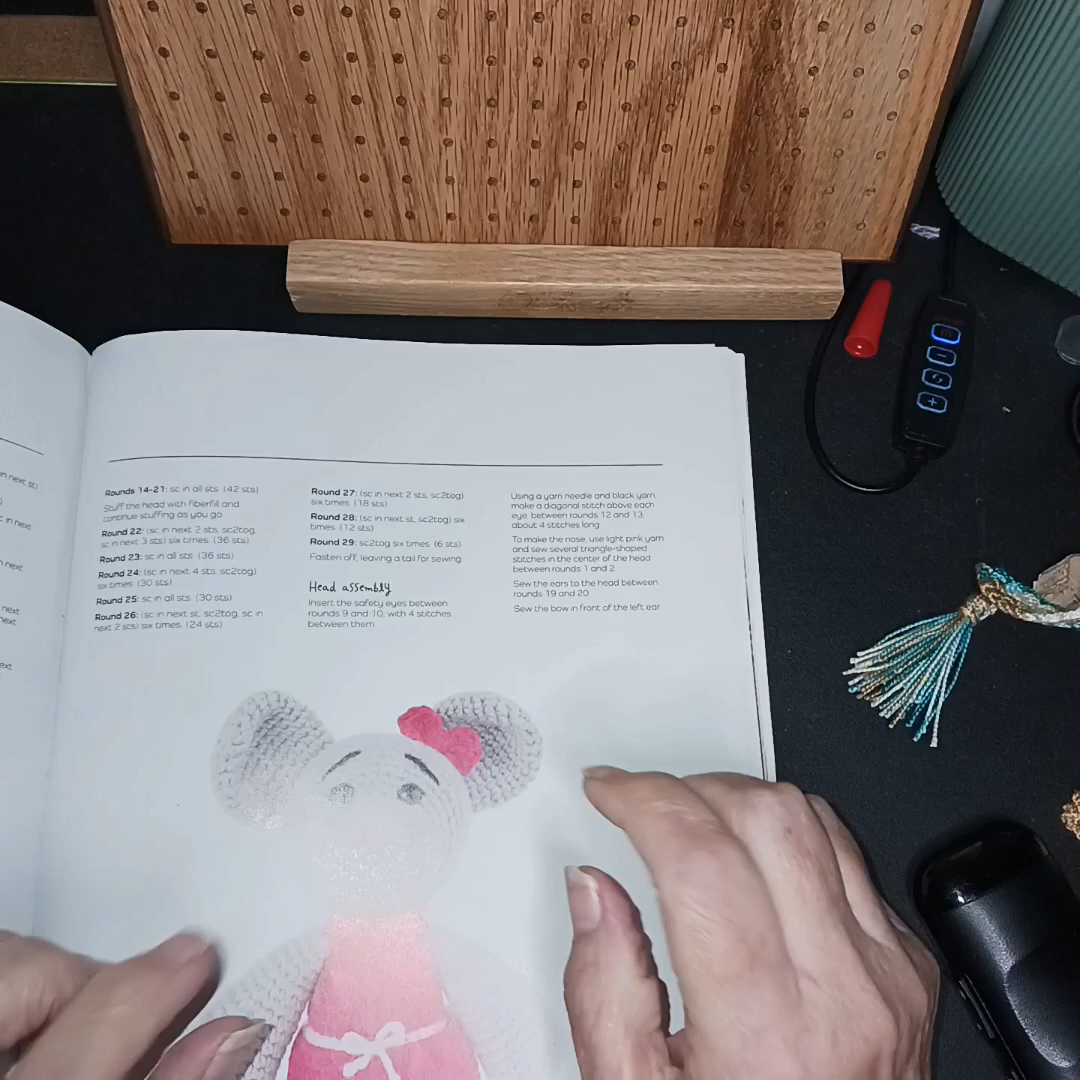 in next st)
c in next
n next
next
next
ext
Rounds 14-21: sc in all sts. (42 sts)
Stuff the head with fiberfill and
continue stuffing as you go.
Round 22: (sc in next 2 sts, sc2tog,
sc in next 3 sts) six times. (36 sts)
Round 23: sc in all sts. (36 sts)
Round 24: (sc in next 4 sts, sc2tog)
six times. (30 sts)
Round 25: sc in all sts. (30 sts)
Round 26: (sc in next st, sc2tog, sc in
next 2 sts) six times. (24 sts)
Round 27: (sc in next 2 sts, sc2tog)
six times. (18 sts)
Round 28: (sc in next st, sc2tog) six
times. (12 sts)
Round 29: sc2tog six times. (6 sts)
Fasten off, leaving a tail for sewing.
Head assembly
Insert the safety eyes between
rounds 9 and 10, with 4 stitches
between them.
Using a yarn needle and black yarn,
make a diagonal stitch above each
eye, between rounds 12 and 13,
about 4 stitches long.
To make the nose, use light pink yarn
and sew several triangle-shaped
stitches in the center of the head
between rounds 1 and 2.
Sew the ears to the head between
rounds 19 and 20.
Sew the bow in front of the left ear.